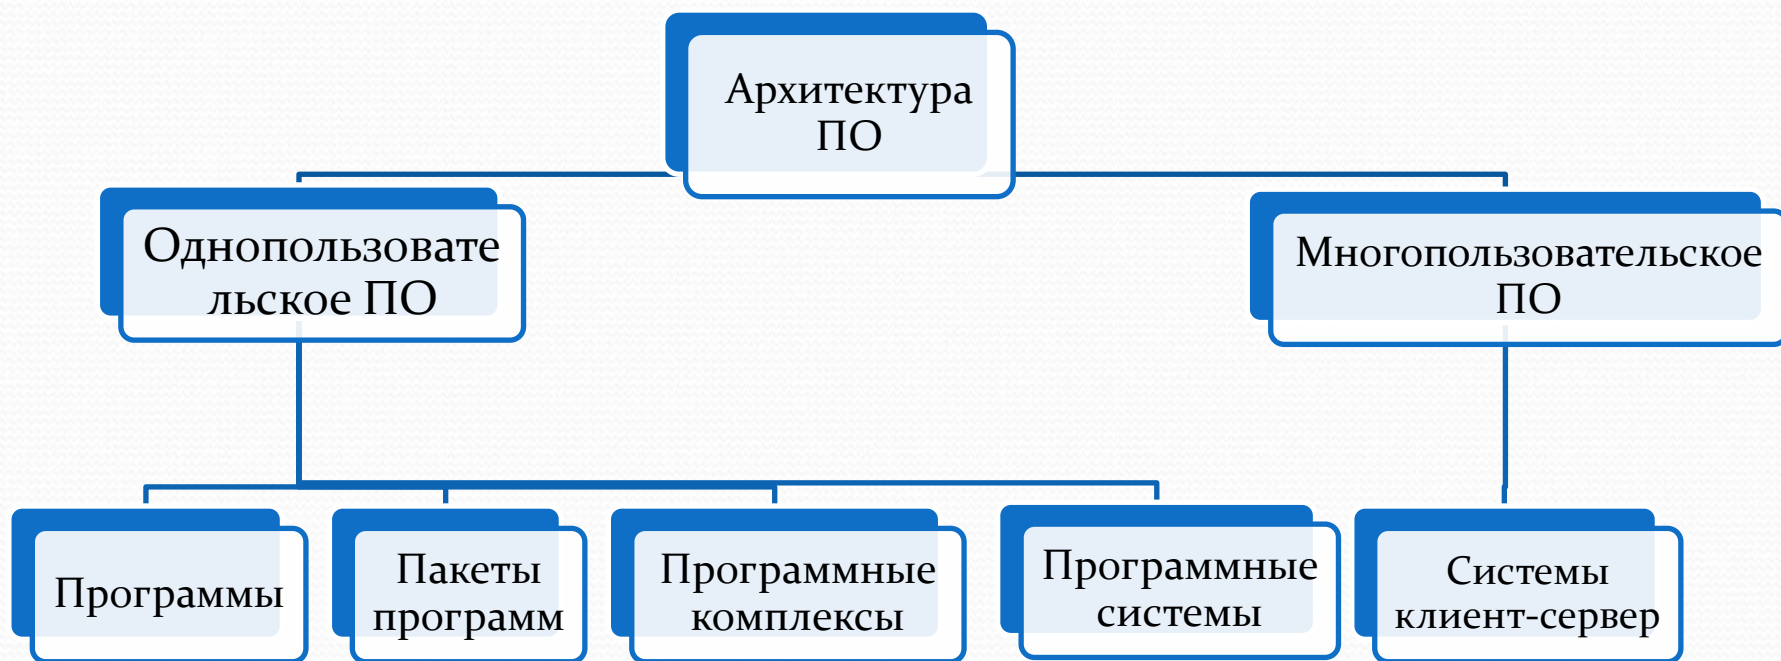 Архитектура
ПО
Однопользовате
льское ПО
Многопользовательское
ПО
Программы
Пакеты
программ
Программные
комплексы
Программные
системы
Системы
клиент-сервер